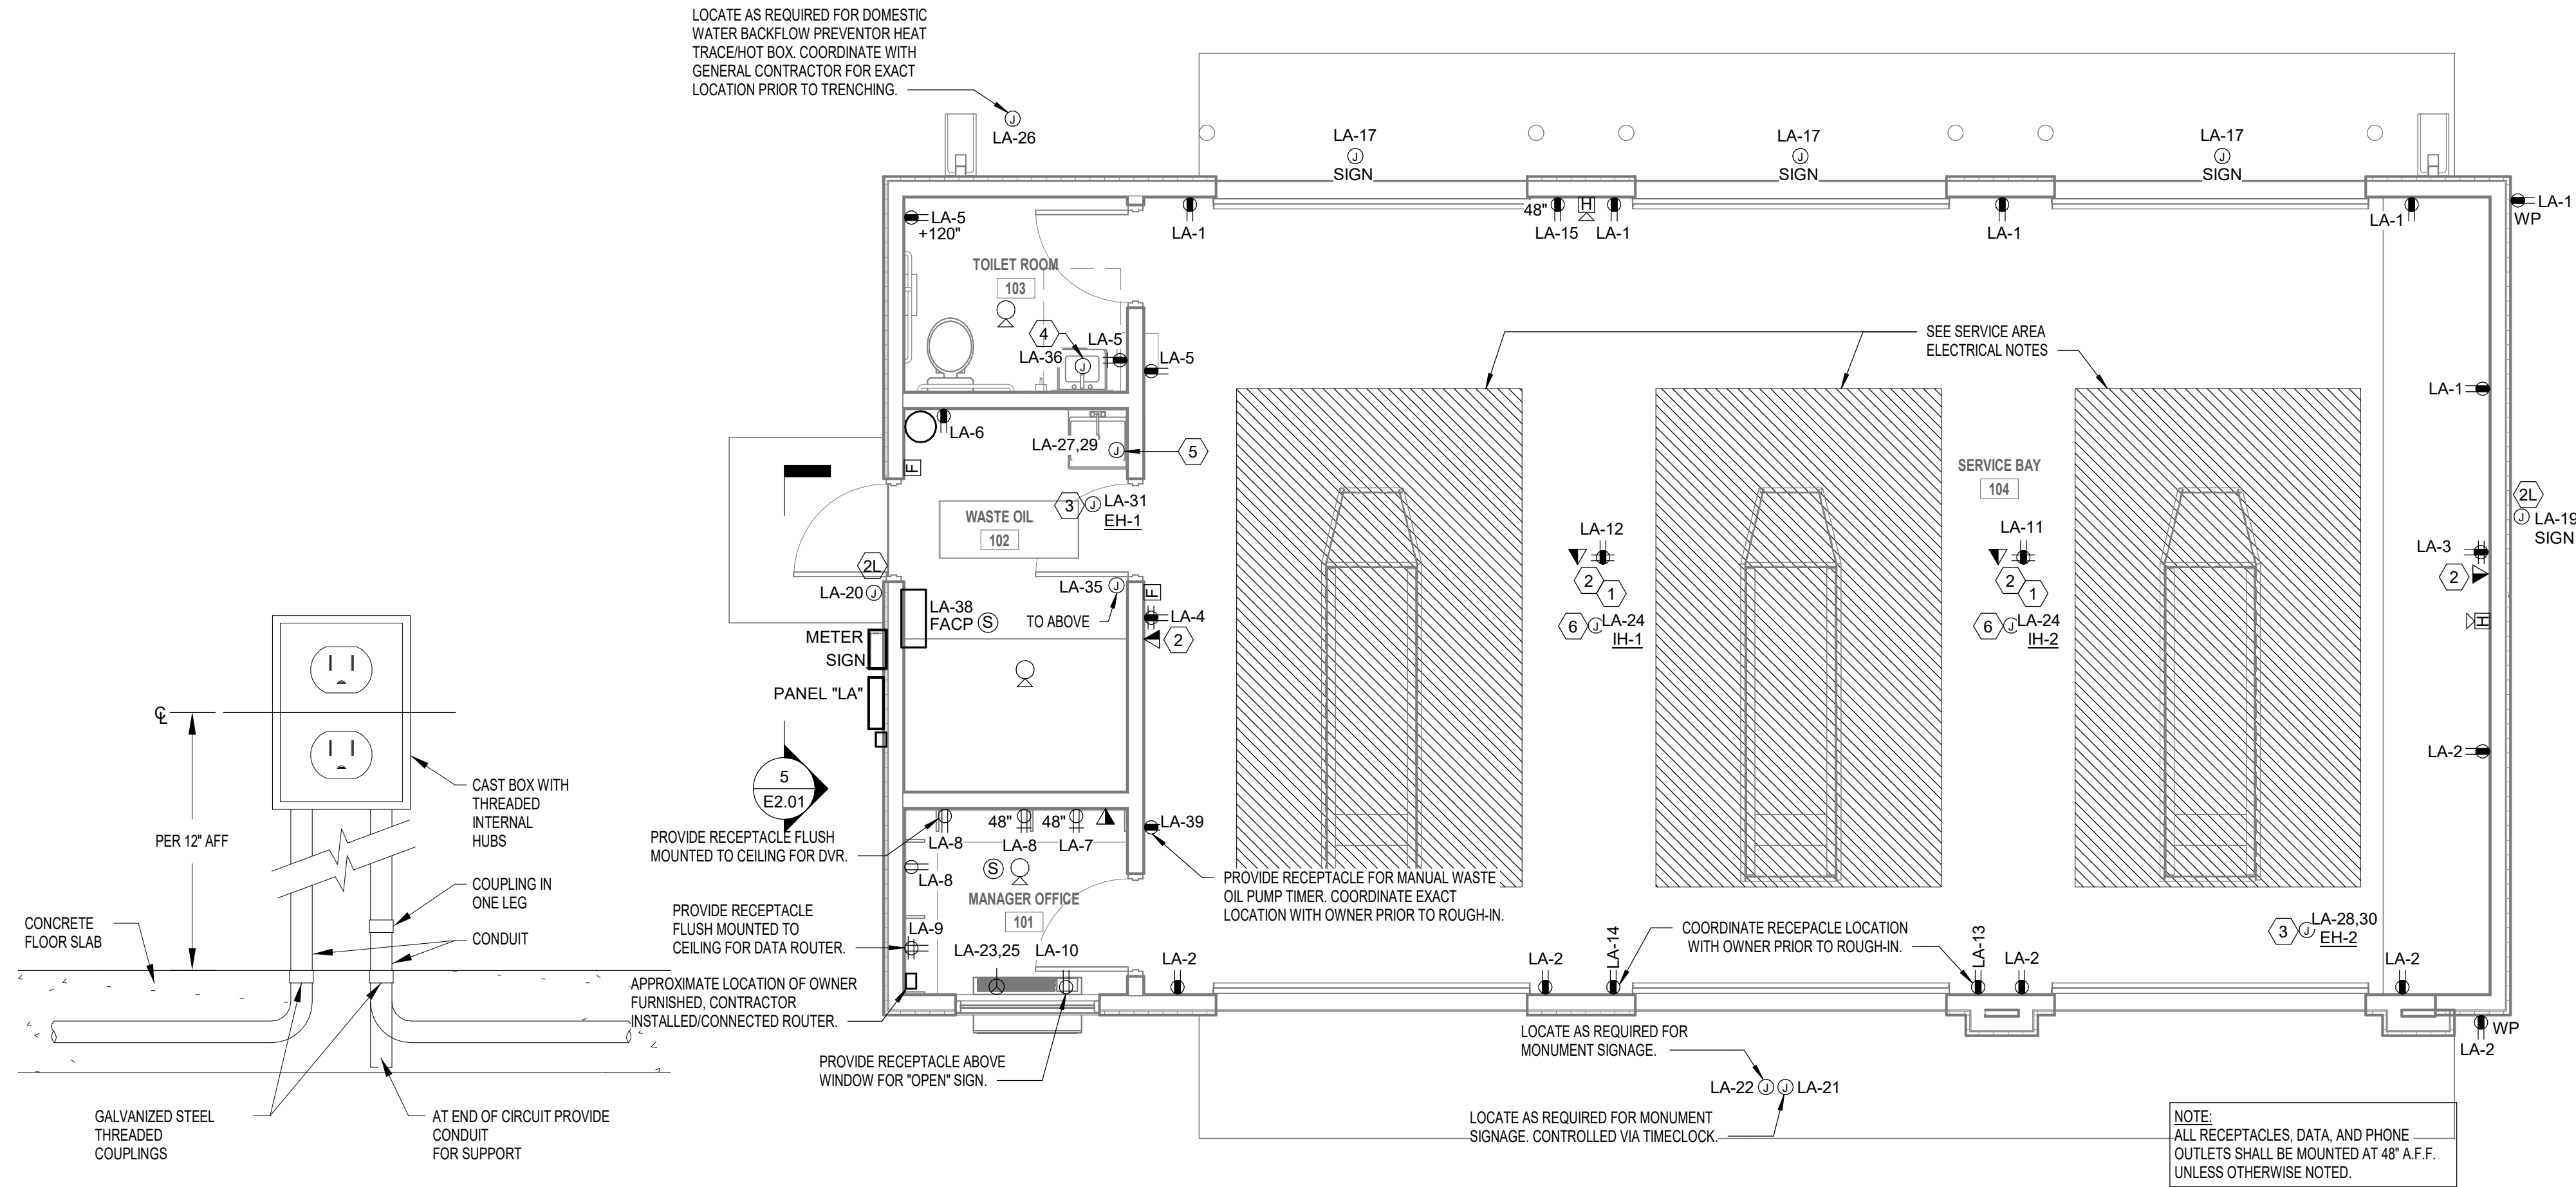 LOCATE AS REQUIRED FOR DOMESTIC
WATER BACKFLOW PREVENTOR HEAT
TRACE/HOT BOX. COORDINATE WITH
GENERAL CONTRACTOR FOR EXACT
LOCATION PRIOR TO TRENCHING.
J
LA-26
LA-17
J
SIGN
LA-17
J
SIGN
LA-17
J
SIGN
LA-5
+120"
LA-1
48"
LA-15
H
LA-1
LA-1
LA-1
LA-1
WP
TOILET ROOM
103
4
LA-36
J
LA-5
LA-5
SEE SERVICE AREA
ELECTRICAL NOTES
LA-1
LA-6
LA-27,29
J
5
F
SERVICE BAY
104
3
J
LA-31
EH-1
WASTE OIL
102
2L
J
LA-19
SIGN
LA-12
2
1
6
J
LA-24
IH-1
LA-11
2
1
6
J
LA-24
IH-2
LA-3
2
H
2L
LA-20
J
LA-38
FACP
S
LA-35
J
TO ABOVE
F
LA-4
2
METER
SIGN
PANEL "LA"
LA-2
5
E2.01
℄
PER 12" AFF
CAST BOX WITH
THREADED
INTERNAL
HUBS
COUPLING IN
ONE LEG
CONDUIT
CONCRETE
FLOOR SLAB
GALVANIZED STEEL
THREADED
COUPLINGS
AT END OF CIRCUIT PROVIDE
CONDUIT
FOR SUPPORT
PROVIDE RECEPTACLE FLUSH
MOUNTED TO CEILING FOR DVR.
LA-8
48"
LA-8
48"
LA-7
LA-39
LA-8
S
MANAGER OFFICE
101
PROVIDE RECEPTACLE FOR MANUAL WASTE
OIL PUMP TIMER. COORDINATE EXACT
LOCATION WITH OWNER PRIOR TO ROUGH-IN.
PROVIDE RECEPTACLE
FLUSH MOUNTED TO
CEILING FOR DATA ROUTER.
LA-9
LA-23,25
LA-10
APPROXIMATE LOCATION OF OWNER
FURNISHED, CONTRACTOR
INSTALLED/CONNECTED ROUTER.
PROVIDE RECEPTACLE ABOVE
WINDOW FOR "OPEN" SIGN.
LA-2
LA-2
LA-14
COORDINATE RECEPACLE LOCATION
WITH OWNER PRIOR TO ROUGH-IN.
LA-13
LA-2
3
J
LA-28,30
EH-2
LA-2
WP
LA-2
LOCATE AS REQUIRED FOR
MONUMENT SIGNAGE.
LA-22
J
J
LA-21
LOCATE AS REQUIRED FOR MONUMENT
SIGNAGE. CONTROLLED VIA TIMECLOCK.
NOTE:
ALL RECEPTACLES, DATA, AND PHONE
OUTLETS SHALL BE MOUNTED AT 48" A.F.F.
UNLESS OTHERWISE NOTED.